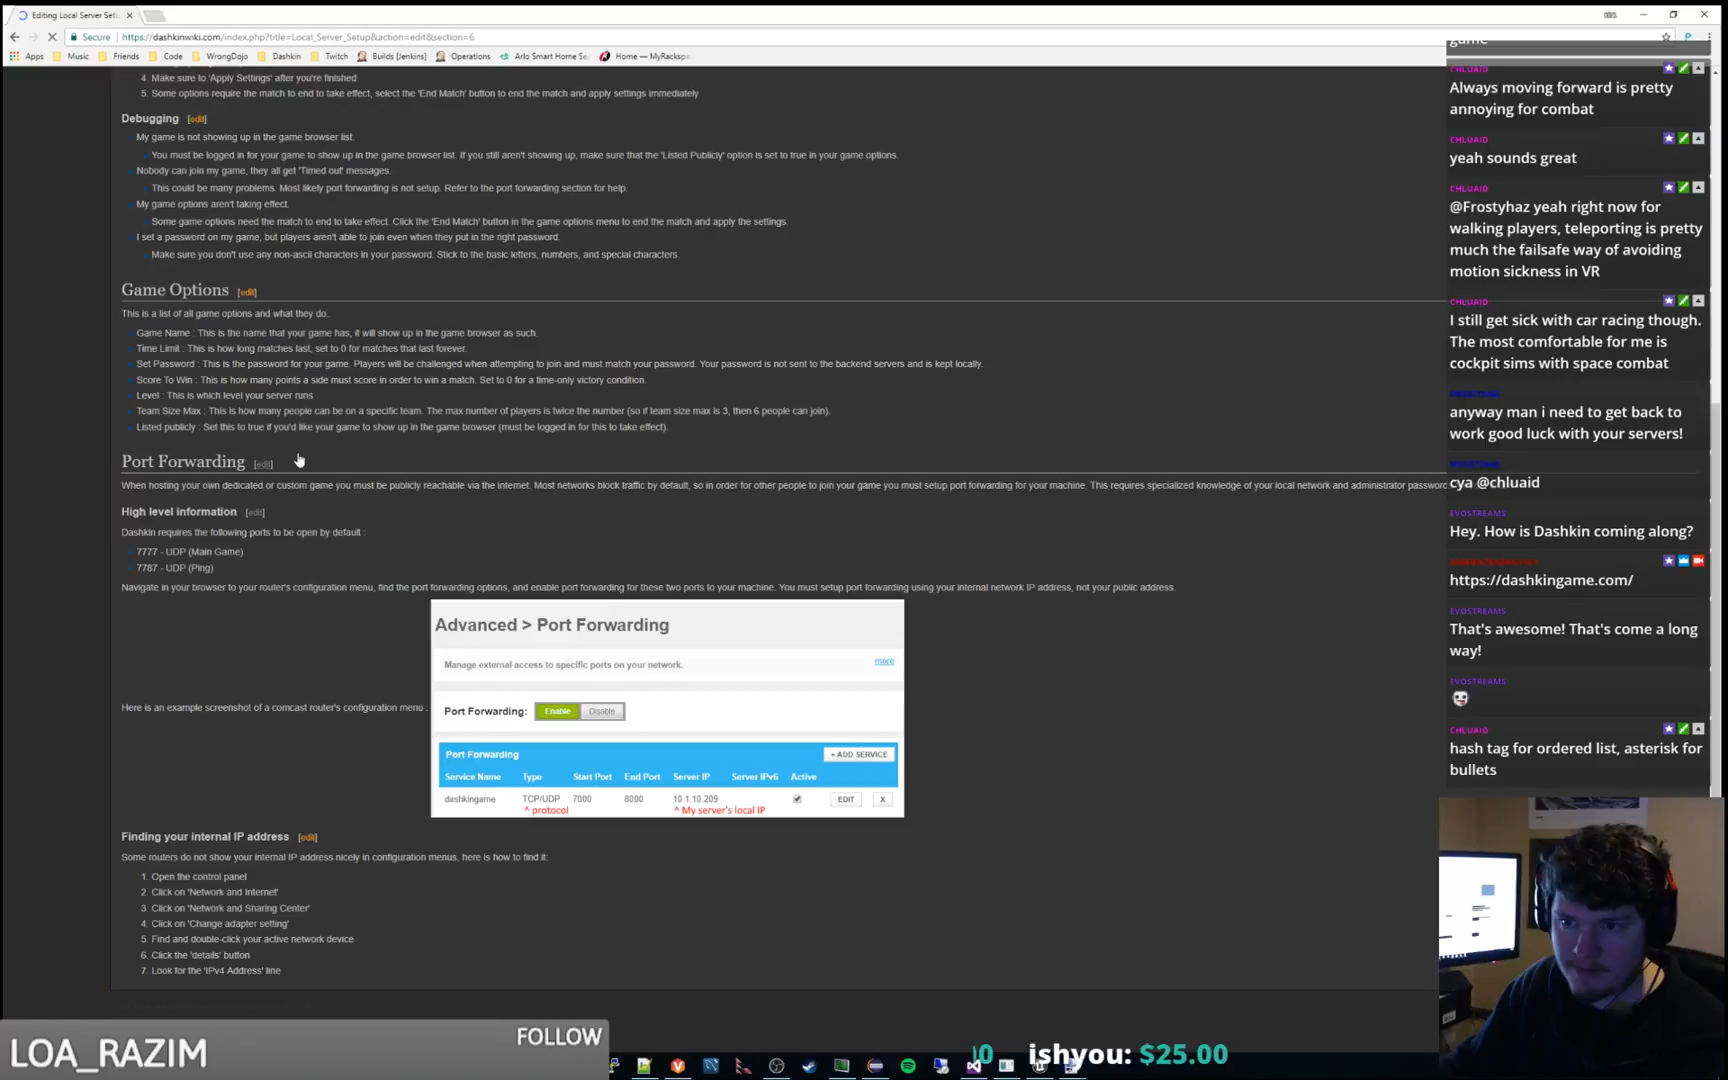 Editing Local Server Set
Secure https://dashkinwiki.com/index.php?title=Local_Server_Setup&action=edit&section=6
Apps Music Friends Code WrongDojo Dashkin Twitch Builds [Jenkins] Operations Arlo Smart Home Se Home — MyRacksp
4. Make sure to 'Apply Settings' after you're finished
5. Some options require the match to end to take effect, select the 'End Match' button to end the match and apply settings immediately
Debugging [edit]
My game is not showing up in the game browser list.
You must be logged in for your game to show up in the game browser list. If you still aren't showing up, make sure that the 'Listed Publicly' option is set to true in your game options.
Nobody can join my game, they all get 'Timed out' messages.
This could be many problems. Most likely port forwarding is not setup. Refer to the port forwarding section for help.
My game options aren't taking effect.
Some game options need the match to end to take effect. Click the 'End Match' button in the game options menu to end the match and apply the settings.
I set a password on my game, but players aren't able to join even when they put in the right password.
Make sure you don't use any non-ascii characters in your password. Stick to the basic letters, numbers, and special characters.
Game Options [edit]
This is a list of all game options and what they do.
Game Name : This is the name that your game has, it will show up in the game browser as such.
Time Limit : This is how long matches last, set to 0 for matches that last forever.
Set Password : This is the password for your game. Players will be challenged when attempting to join and must match your password. Your password is not sent to the backend servers and is kept locally.
Score To Win : This is how many points a side must score in order to win a match. Set to 0 for a time-only victory condition.
Level : This is which level your server runs
Team Size Max : This is how many people can be on a specific team. The max number of players is twice the number (so if team size max is 3, then 6 people can join).
Listed publicly : Set this to true if you'd like your game to show up in the game browser (must be logged in for this to take effect).
Port Forwarding [edit]
When hosting your own dedicated or custom game you must be publicly reachable via the internet. Most networks block traffic by default, so in order for other people to join your game you must setup port forwarding for your machine. This requires specialized knowledge of your local network and administrator password
High level information [edit]
Dashkin requires the following ports to be open by default :
7777 - UDP (Main Game)
7787 - UDP (Ping)
Navigate in your browser to your router's configuration menu, find the port forwarding options, and enable port forwarding for these two ports to your machine. You must setup port forwarding using your internal network IP address, not your public address.
Advanced > Port Forwarding
Manage external access to specific ports on your network. more
Here is an example screenshot of a comcast router's configuration menu :
Port Forwarding: Enable Disable
Port Forwarding + ADD SERVICE
Service Name Type Start Port End Port Server IP Server IPv6 Active
dashkingame TCP/UDP 7000 8000 10.1.10.209 EDIT X
^ protocol ^ My server's local IP
Finding your internal IP address [edit]
Some routers do not show your internal IP address nicely in configuration menus, here is how to find it:
1. Open the control panel
2. Click on 'Network and Internet'
3. Click on 'Network and Sharing Center'
4. Click on 'Change adapter setting'
5. Find and double-click your active network device
6. Click the 'details' button
7. Look for the 'IPv4 Address' line
game
CHLUAID
Always moving forward is pretty
annoying for combat
CHLUAID
yeah sounds great
CHLUAID
@Frostyhaz yeah right now for
walking players, teleporting is pretty
much the failsafe way of avoiding
motion sickness in VR
CHLUAID
I still get sick with car racing though.
The most comfortable for me is
cockpit sims with space combat
anyway man i need to get back to
work good luck with your servers!
cya @chluaid
EVOSTREAMS
Hey. How is Dashkin coming along?
https://dashkingame.com/
EVOSTREAMS
That's awesome! That's come a long
way!
EVOSTREAMS
CHLUAID
hash tag for ordered list, asterisk for
bullets
LOA_RAZIM
FOLLOW
ishyou: $25.00